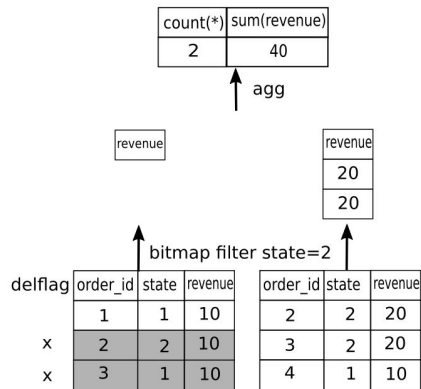 count(*) sum(revenue)
2 40
agg
revenue revenue
20
20
bitmap filter state=2
delflag order_id state revenue order_id state revenue
1 1 10 2 2 20
x 2 2 10 3 2 20
x 3 1 10 4 1 10